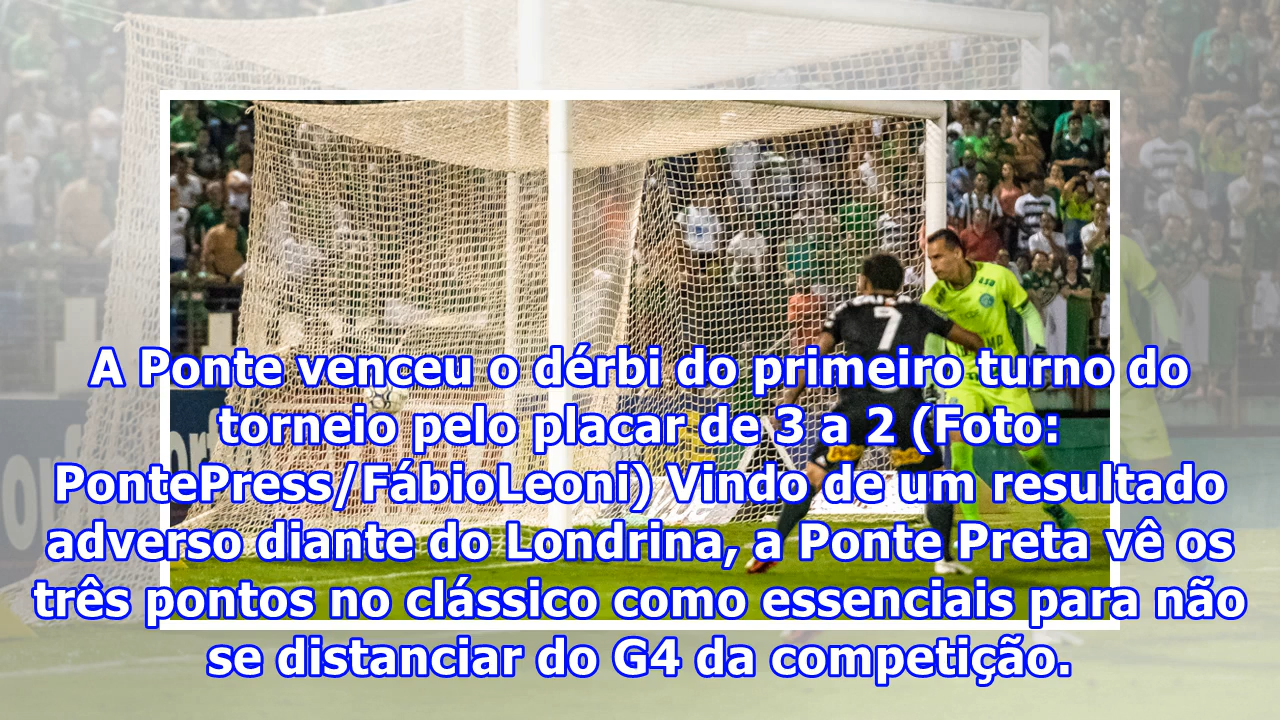 A Ponte venceu o dérbi do primeiro turno do
torneio pelo placar de 3 a 2 (Foto:
PontePress/FábioLeoni) Vindo de um resultado
adverso diante do Londrina, a Ponte Preta vê os
três pontos no clássico como essenciais para não
se distanciar do G4 da competição.
7